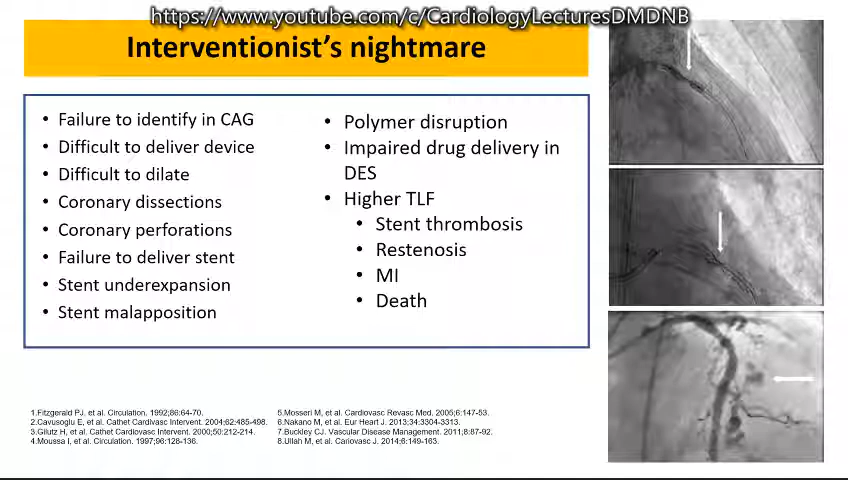 https://www.youtube.com/c/CardiologyLecturesDMDNB
Interventionist's nightmare
• Failure to identify in CAG
• Difficult to deliver device
• Difficult to dilate
• Coronary dissections
• Coronary perforations
• Failure to deliver stent
• Stent underexpansion
• Stent malapposition
• Polymer disruption
• Impaired drug delivery in
DES
• Higher TLF
• Stent thrombosis
• Restenosis
• MI
• Death
1.Fitzgerald PJ. et al. Circulation. 1992;86:64-70.
2.Cavusoglu E, et al. Cathet Cardivasc Intervent. 2004;62:485-498.
3.Gilutz H, et al. Cathet Cardiovasc Intervent. 2000;50:212-214.
4.Moussa I, et al. Circulation. 1997;96:128-136.
5.Mosseri M, et al. Cardiovasc Revasc Med. 2005;6:147-53.
6.Nakano M, et al. Eur Heart J. 2013;34:3304-3313.
7.Buckley CJ. Vascular Disease Management. 2011;8:87-92.
8.Ullah M, et al. Cariovasc J. 2014;6:149-163.